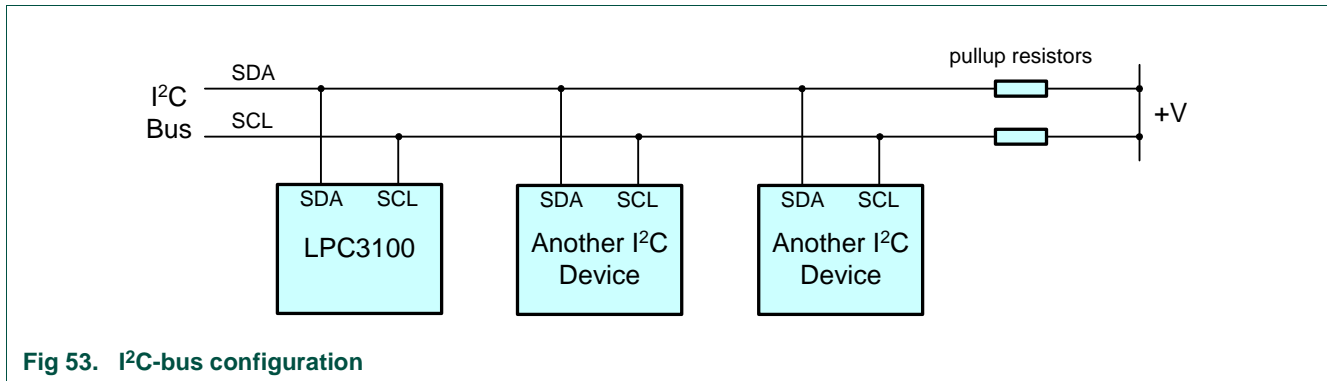 pullup resistors
SDA
I²C
Bus
SCL
+V
SDA SCL
LPC3100
SDA SCL
Another I²C
Device
SDA SCL
Another I²C
Device
Fig 53. I²C-bus configuration